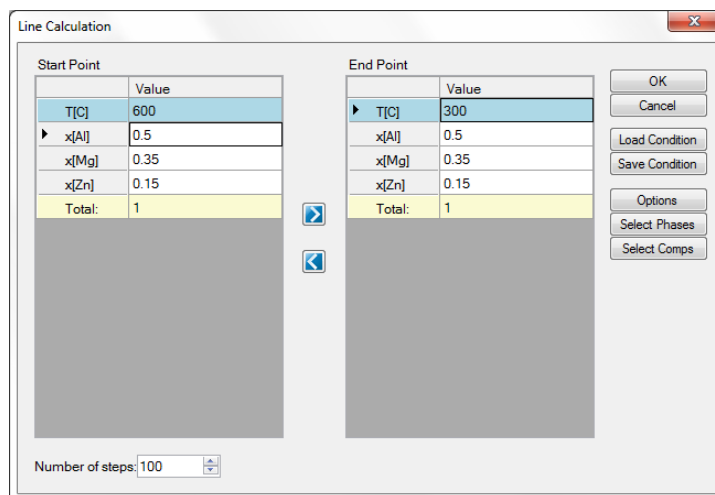 Line Calculation
Start Point
Value
T[C] 600
x[Al] 0.5
x[Mg] 0.35
x[Zn] 0.15
Total: 1
End Point
Value
T[C] 300
x[Al] 0.5
x[Mg] 0.35
x[Zn] 0.15
Total: 1
OK
Cancel
Load Condition
Save Condition
Options
Select Phases
Select Comps
Number of steps: 100